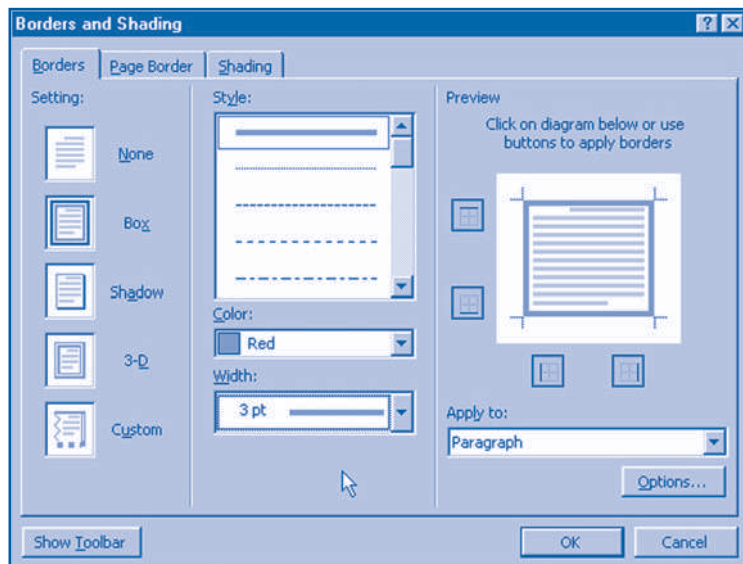 Borders and Shading
Borders
Page Border
Shading
Setting:
None
Box
Shadow
3-D
Custom
Style:
Color:
Red
Width:
3 pt
Preview
Click on diagram below or use
buttons to apply borders
Apply to:
Paragraph
Options...
Show Toolbar
OK
Cancel